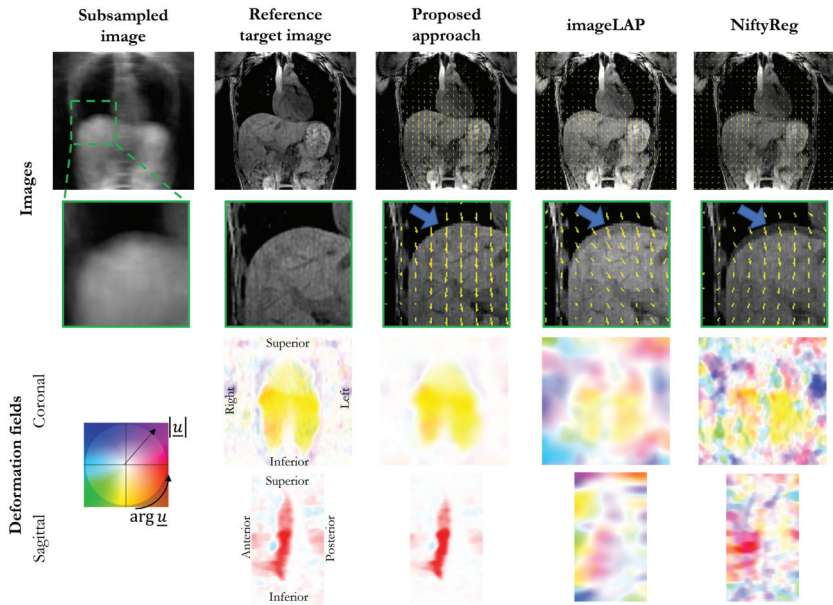 Subsampled image
Reference target image
Proposed approach
imageLAP
NiftyReg
Images
Deformation fields
Coronal
Sagittal
|u|
arg u
Superior
Right
Left
Inferior
Superior
Anterior
Posterior
Inferior